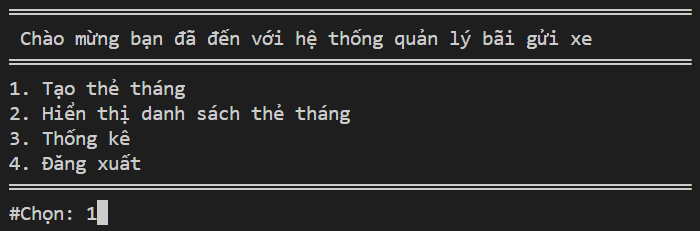 Chào mừng bạn đã đến với hệ thống quản lý bãi gửi xe
1. Tạo thẻ tháng
2. Hiển thị danh sách thẻ tháng
3. Thống kê
4. Đăng xuất
#Chọn: 1